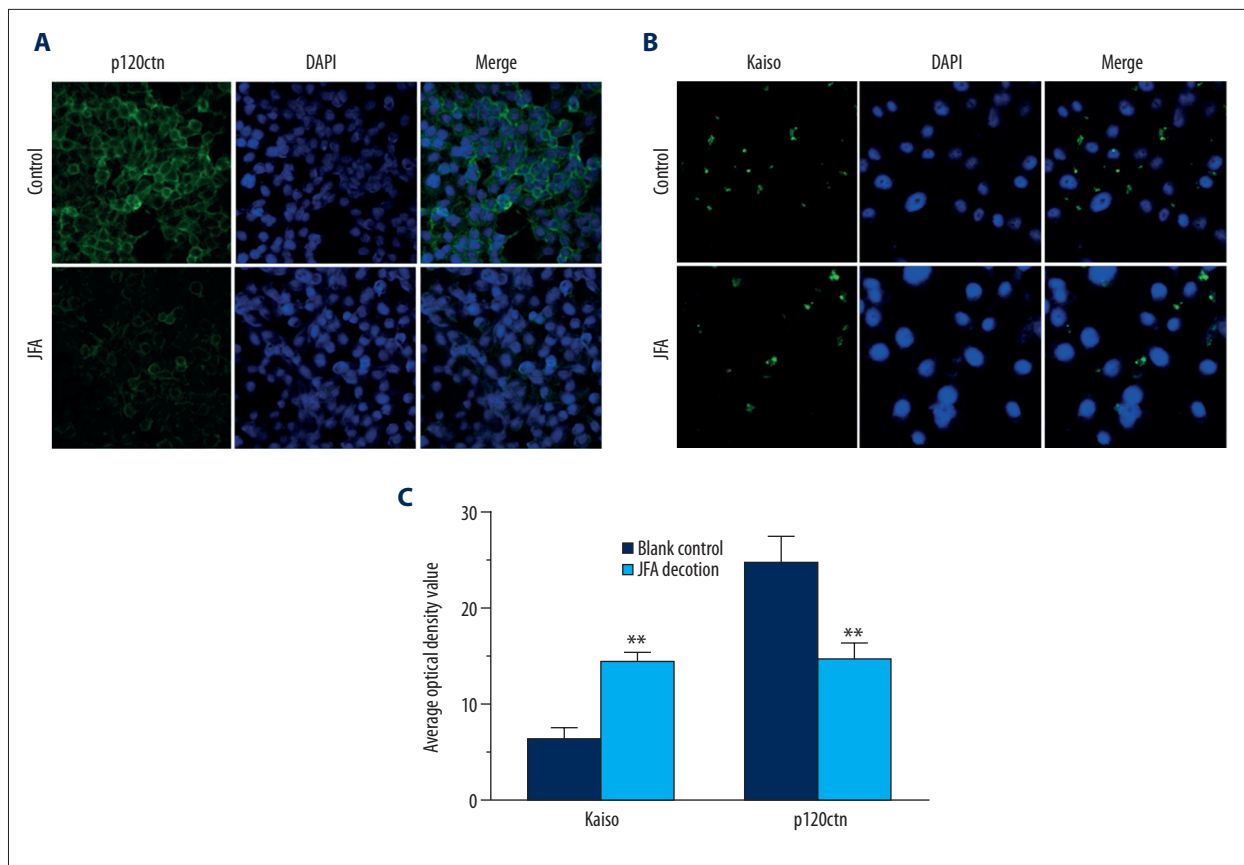 A
p120ctn DAPI Merge
Control
JFA
B
Kaiso DAPI Merge
Control
JFA
C
Average optical density value
30
20
10
0
Blank control
JFA decotion
**
**
Kaiso p120ctn